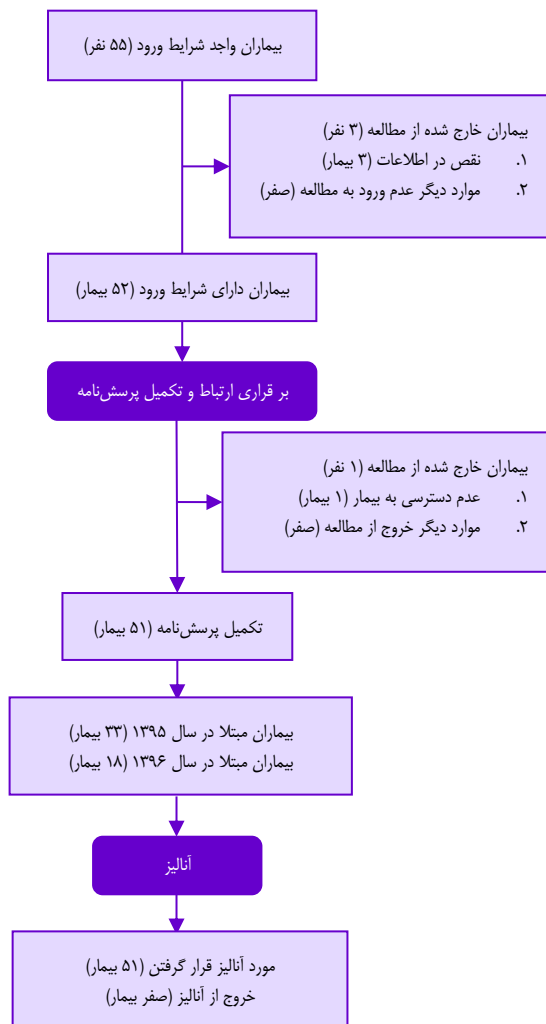 بیماران واجد شرایط ورود (۵۵ نفر)
بیماران خارج شده از مطالعه (۳ نفر)
۱. نقص در اطلاعات (۳ بیمار)
۲. موارد دیگر عدم ورود به مطالعه (صفر)
بیماران دارای شرایط ورود (۵۲ بیمار)
بر قراری ارتباط و تکمیل پرسش‌نامه
بیماران خارج شده از مطالعه (۱ نفر)
۱. عدم دسترسی به بیمار (۱ بیمار)
۲. موارد دیگر خروج از مطالعه (صفر)
تکمیل پرسش‌نامه (۵۱ بیمار)
بیماران مبتلا در سال ۱۳۹۵ (۳۳ بیمار)
بیماران مبتلا در سال ۱۳۹۶ (۱۸ بیمار)
آنالیز
مورد آنالیز قرار گرفتن (۵۱ بیمار)
خروج از آنالیز (صفر بیمار)